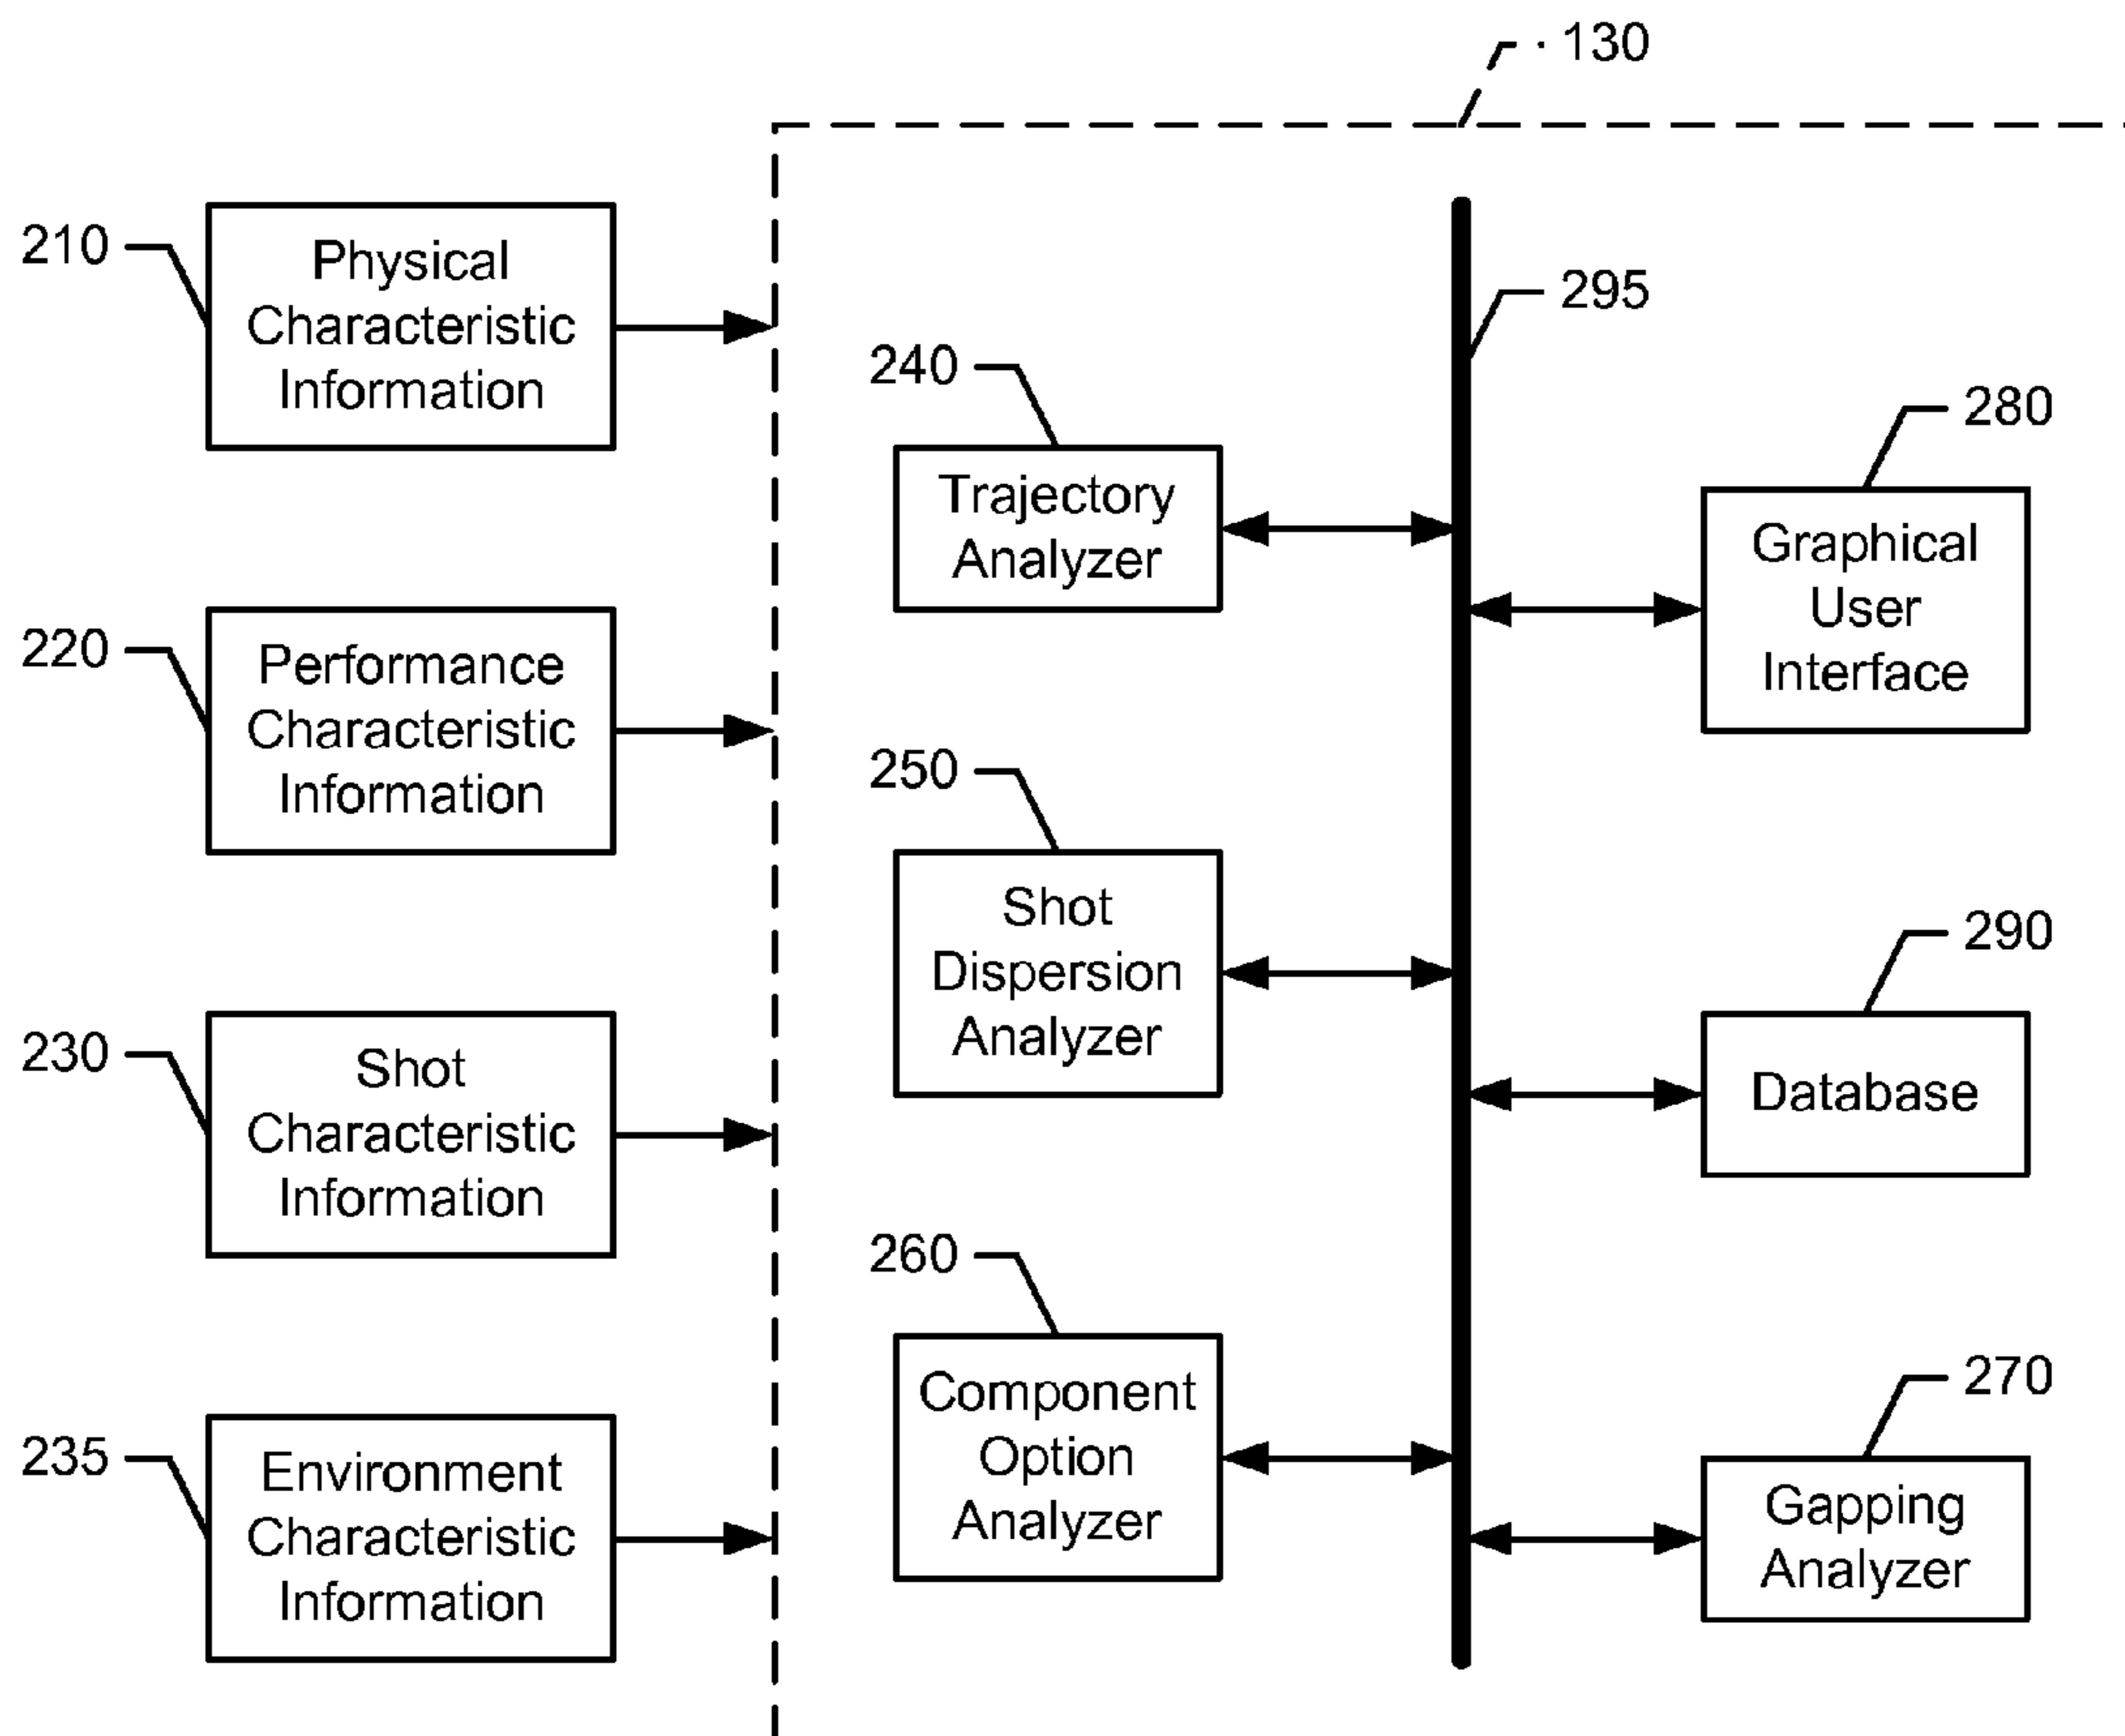 130
210
Physical
Characteristic
Information
295
240
Trajectory
Analyzer
280
Graphical
User
Interface
220
Performance
Characteristic
Information
250
Shot
Dispersion
Analyzer
290
Database
230
Shot
Characteristic
Information
260
Component
Option
Analyzer
270
Gapping
Analyzer
235
Environment
Characteristic
Information